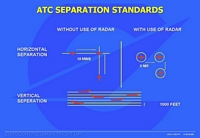 ATC SEPARATION STANDARDS
WITHOUT USE OF RADAR WITH USE OF RADAR
HORIZONTAL
SEPARATION
10 MINS
5 NM
VERTICAL
SEPERATION
1000 FEET